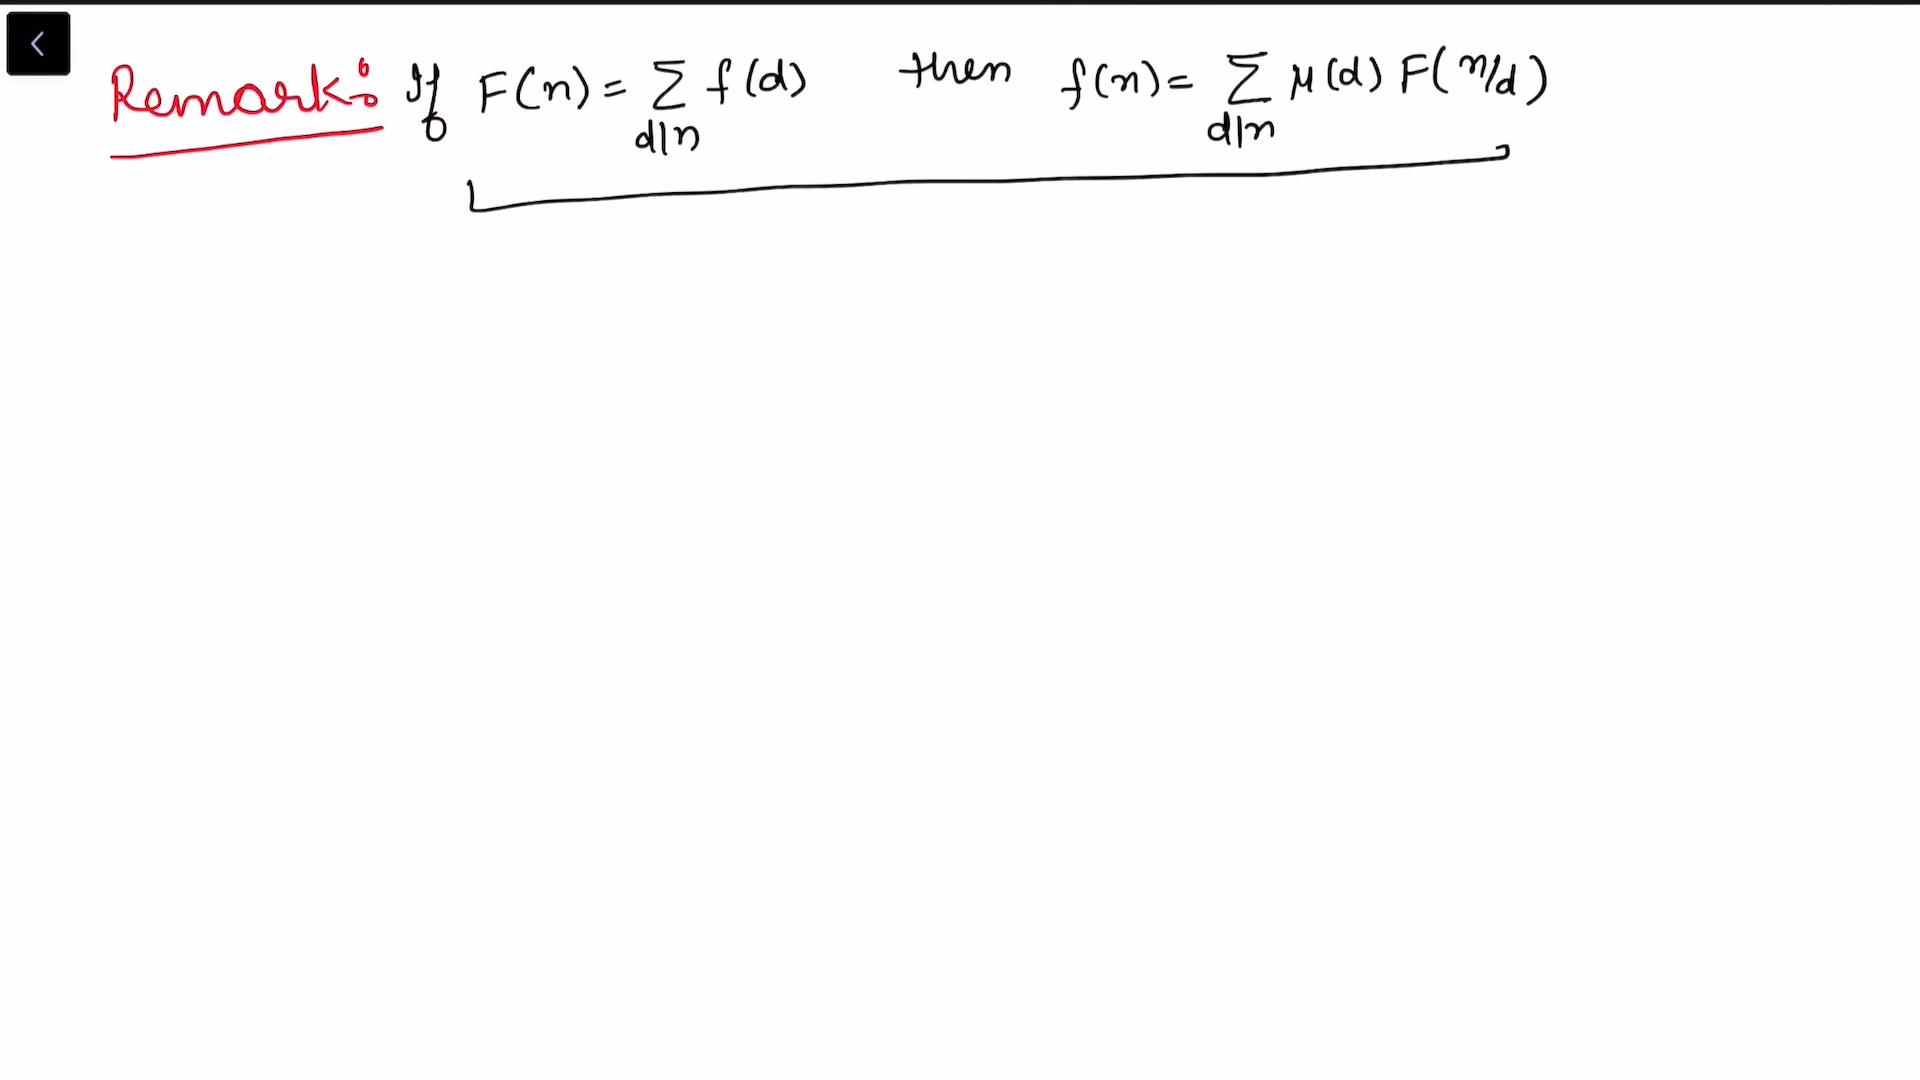 Remark: If F(n) = Σ f(d) then f(n) = Σ μ(d) F(n/d)
d|n d|n